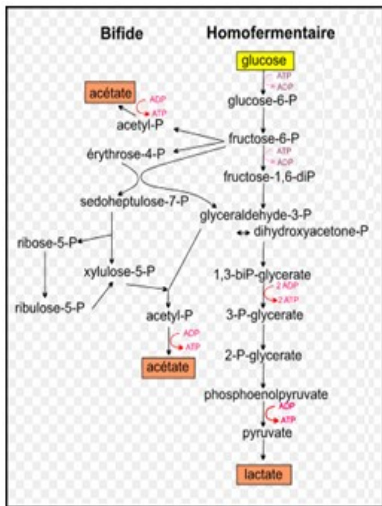 Bifide
Homofermentaire
glucose
ATP
ADP
glucose-6-P
acétate
ADP
ATP
acetyl-P
fructose-6-P
ATP
ADP
érythrose-4-P
fructose-1,6-diP
sedoheptulose-7-P
glyceraldehyde-3-P
dihydroxyacetone-P
ribose-5-P
xylulose-5-P
1,3-biP-glycerate
2 ADP
2 ATP
ribulose-5-P
acetyl-P
3-P-glycerate
ADP
ATP
2-P-glycerate
acétate
phosphoenolpyruvate
ADP
ATP
pyruvate
lactate